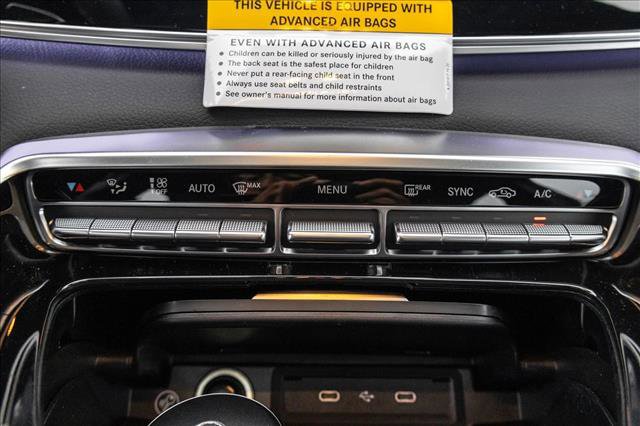 THIS VEHICLE IS EQUIPPED WITH
ADVANCED AIR BAGS
EVEN WITH ADVANCED AIR BAGS
• Children can be killed or seriously injured by the air bag
• The back seat is the safest place for children
• Never put a rear-facing child seat in the front
• Always use seat belts and child restraints
• See owner's manual for more information about air bags
OFF AUTO MAX MENU REAR SYNC A/C